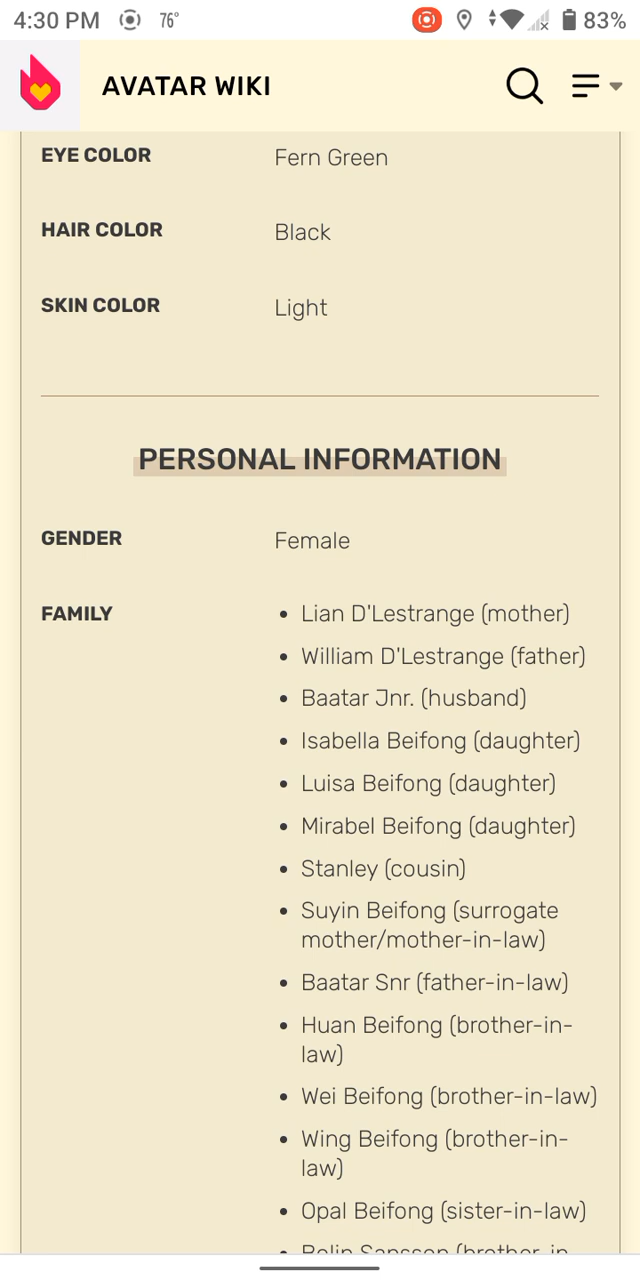 4:30 PM 76° 83%
AVATAR WIKI
EYE COLOR Fern Green
HAIR COLOR Black
SKIN COLOR Light
PERSONAL INFORMATION
GENDER Female
FAMILY • Lian D'Lestrange (mother)
• William D'Lestrange (father)
• Baatar Jnr. (husband)
• Isabella Beifong (daughter)
• Luisa Beifong (daughter)
• Mirabel Beifong (daughter)
• Stanley (cousin)
• Suyin Beifong (surrogate
mother/mother-in-law)
• Baatar Snr (father-in-law)
• Huan Beifong (brother-in-
law)
• Wei Beifong (brother-in-law)
• Wing Beifong (brother-in-
law)
• Opal Beifong (sister-in-law)